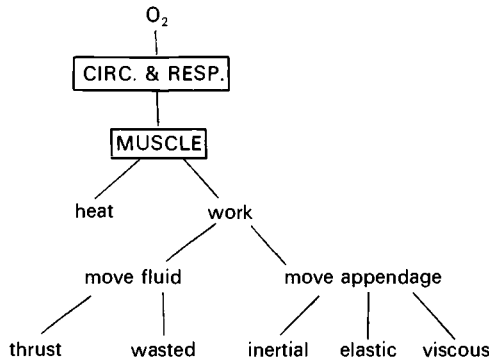 O₂
CIRC. & RESP.
MUSCLE
heat work
move fluid move appendage
thrust wasted inertial elastic viscous